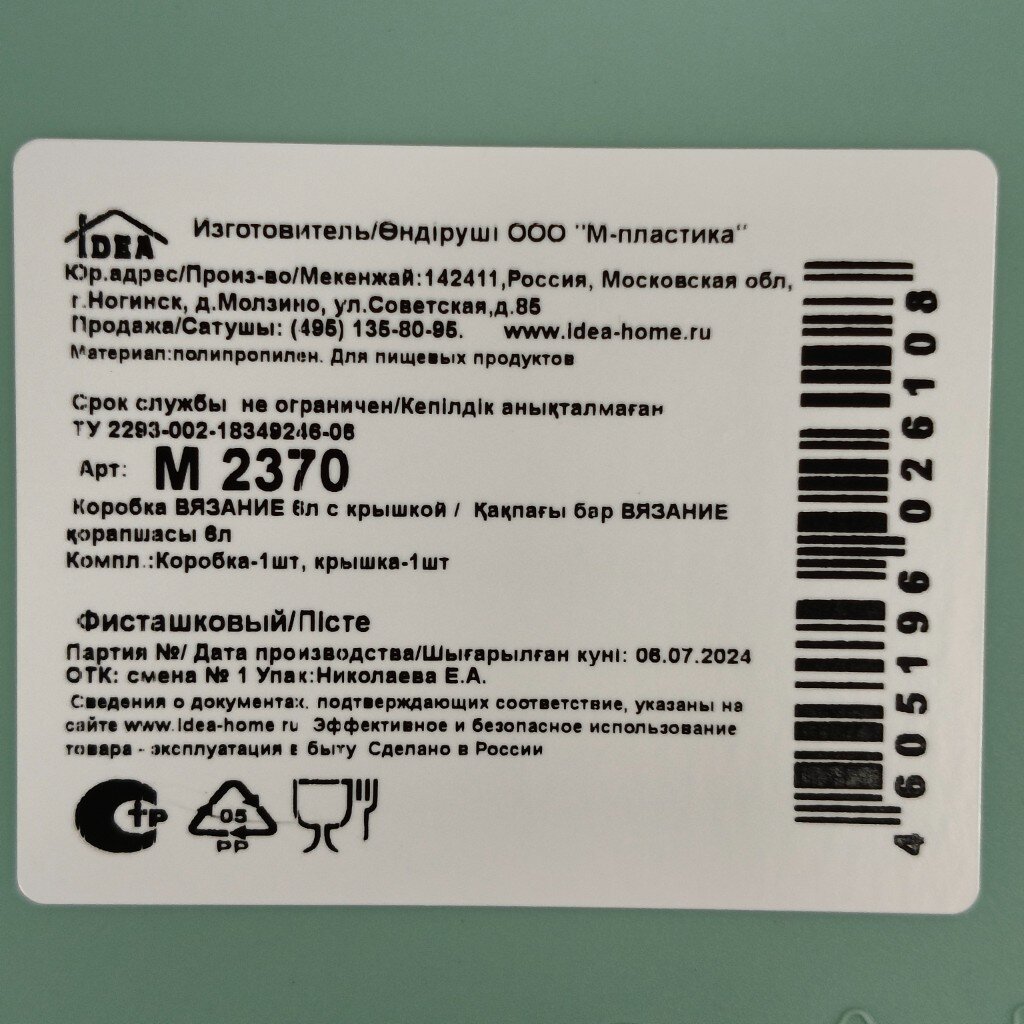 IDEA
Изготовитель/Өндіруші ООО "М-пластика"
Юр.адрес/Произ-во/Мекенжай:142411,Россия, Московская обл,
г.Ногинск, д.Молзино, ул.Советская,д.85
Продажа/Сатушы: (495) 135-80-95. www.idea-home.ru
Материал:полипропилен. Для пищевых продуктов
Срок службы не ограничен/Кепілдік анықталмаған
ТУ 2293-002-18349246-06
Арт: М 2370
Коробка ВЯЗАНИЕ 6л с крышкой / Қақпағы бар ВЯЗАНИЕ
қорапшасы 6л
Компл.:Коробка-1шт, крышка-1шт
Фисташковый/Пісте
Партия №/ Дата производства/Шығарылған куні: 06.07.2024
ОТК: смена № 1 Упак:Николаева Е.А.
Сведения о документах, подтверждающих соответствие, указаны на
сайте www.idea-home ru Эффективное и безопасное использование
товара - эксплуатация в быту Сделано в России
СТР
05
PP
4 605196 026108